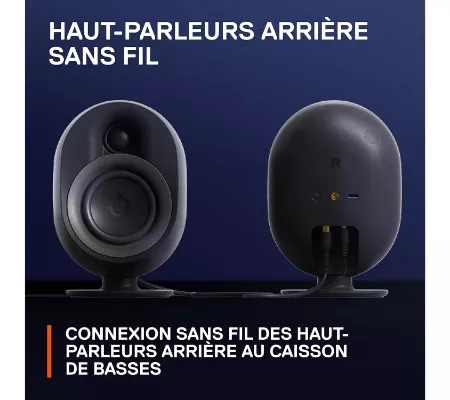 HAUT-PARLEURS ARRIÈRE
SANS FIL
R
CONNEXION SANS FIL DES HAUT-
PARLEURS ARRIÈRE AU CAISSON
DE BASSES